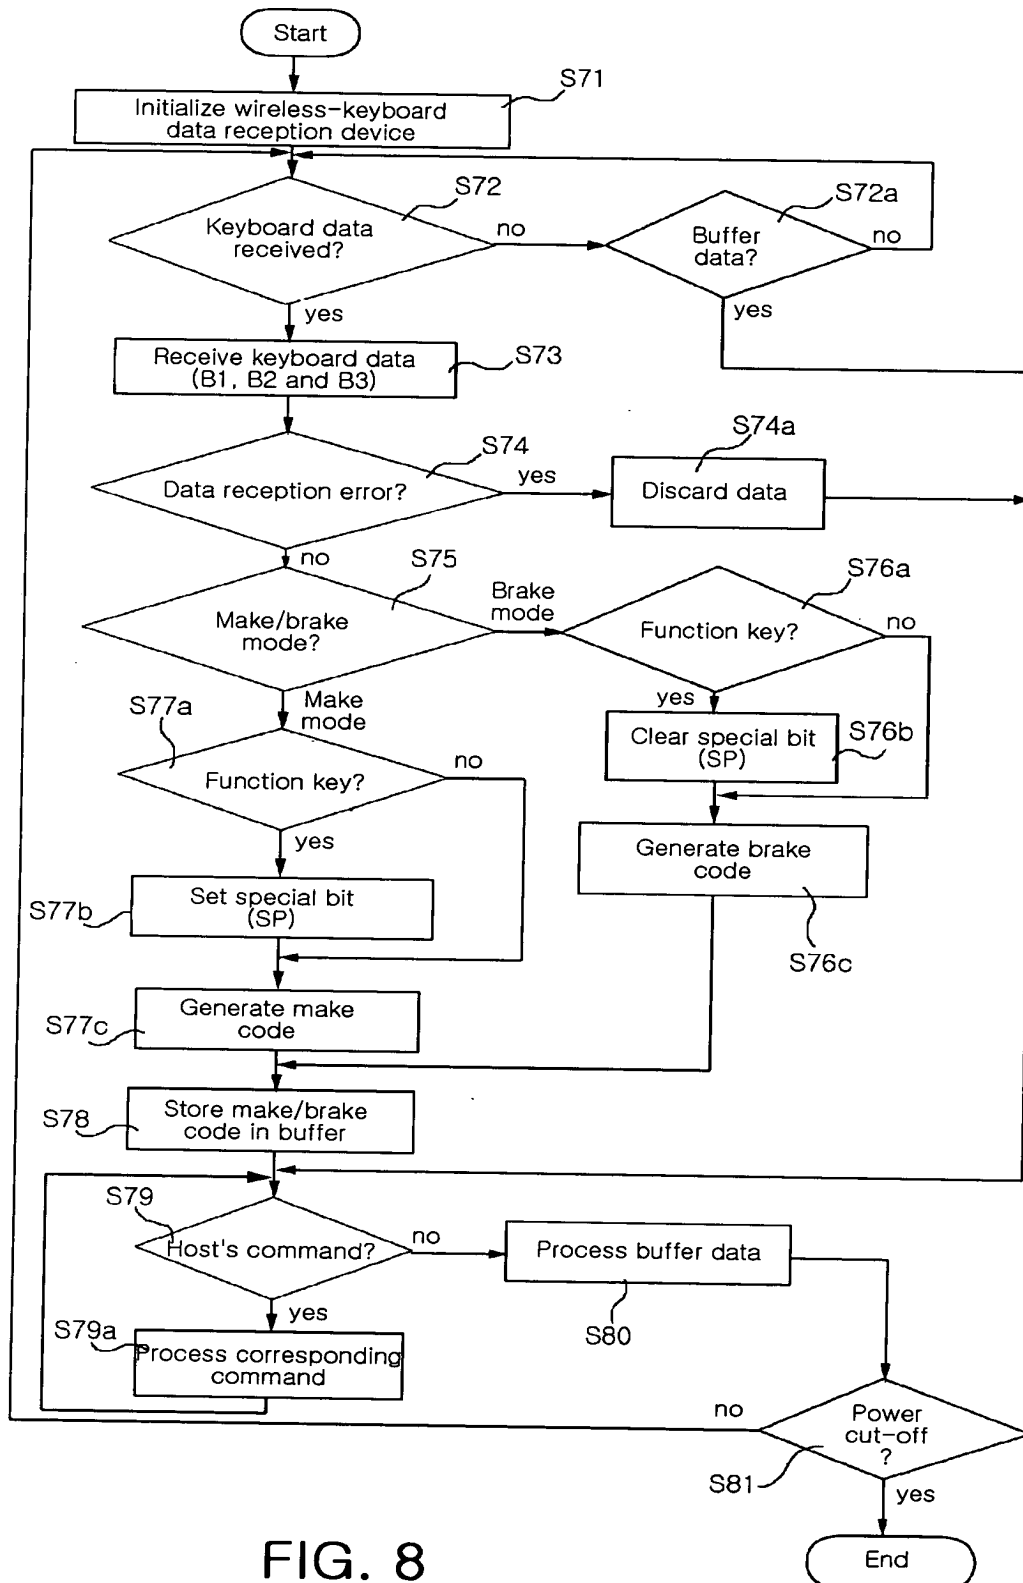 Start
S71
Initialize wireless-keyboard
data reception device
S72
Keyboard data
received?
no
S72a
Buffer
data?
no
yes
yes
S73
Receive keyboard data
(B1, B2 and B3)
S74
Data reception error?
yes
S74a
Discard data
no
S75
Make/brake
mode?
Brake
mode
S76a
Function key?
no
yes
Make
mode
S77a
Function key?
no
yes
Clear special bit
(SP)
S76b
Generate brake
code
S76c
S77b
Set special bit
(SP)
S77c
Generate make
code
S78
Store make/brake
code in buffer
S79
Host's command?
no
Process buffer data
S80
yes
S79a
Process corresponding
command
no
Power
cut-off
?
S81
yes
End
FIG. 8